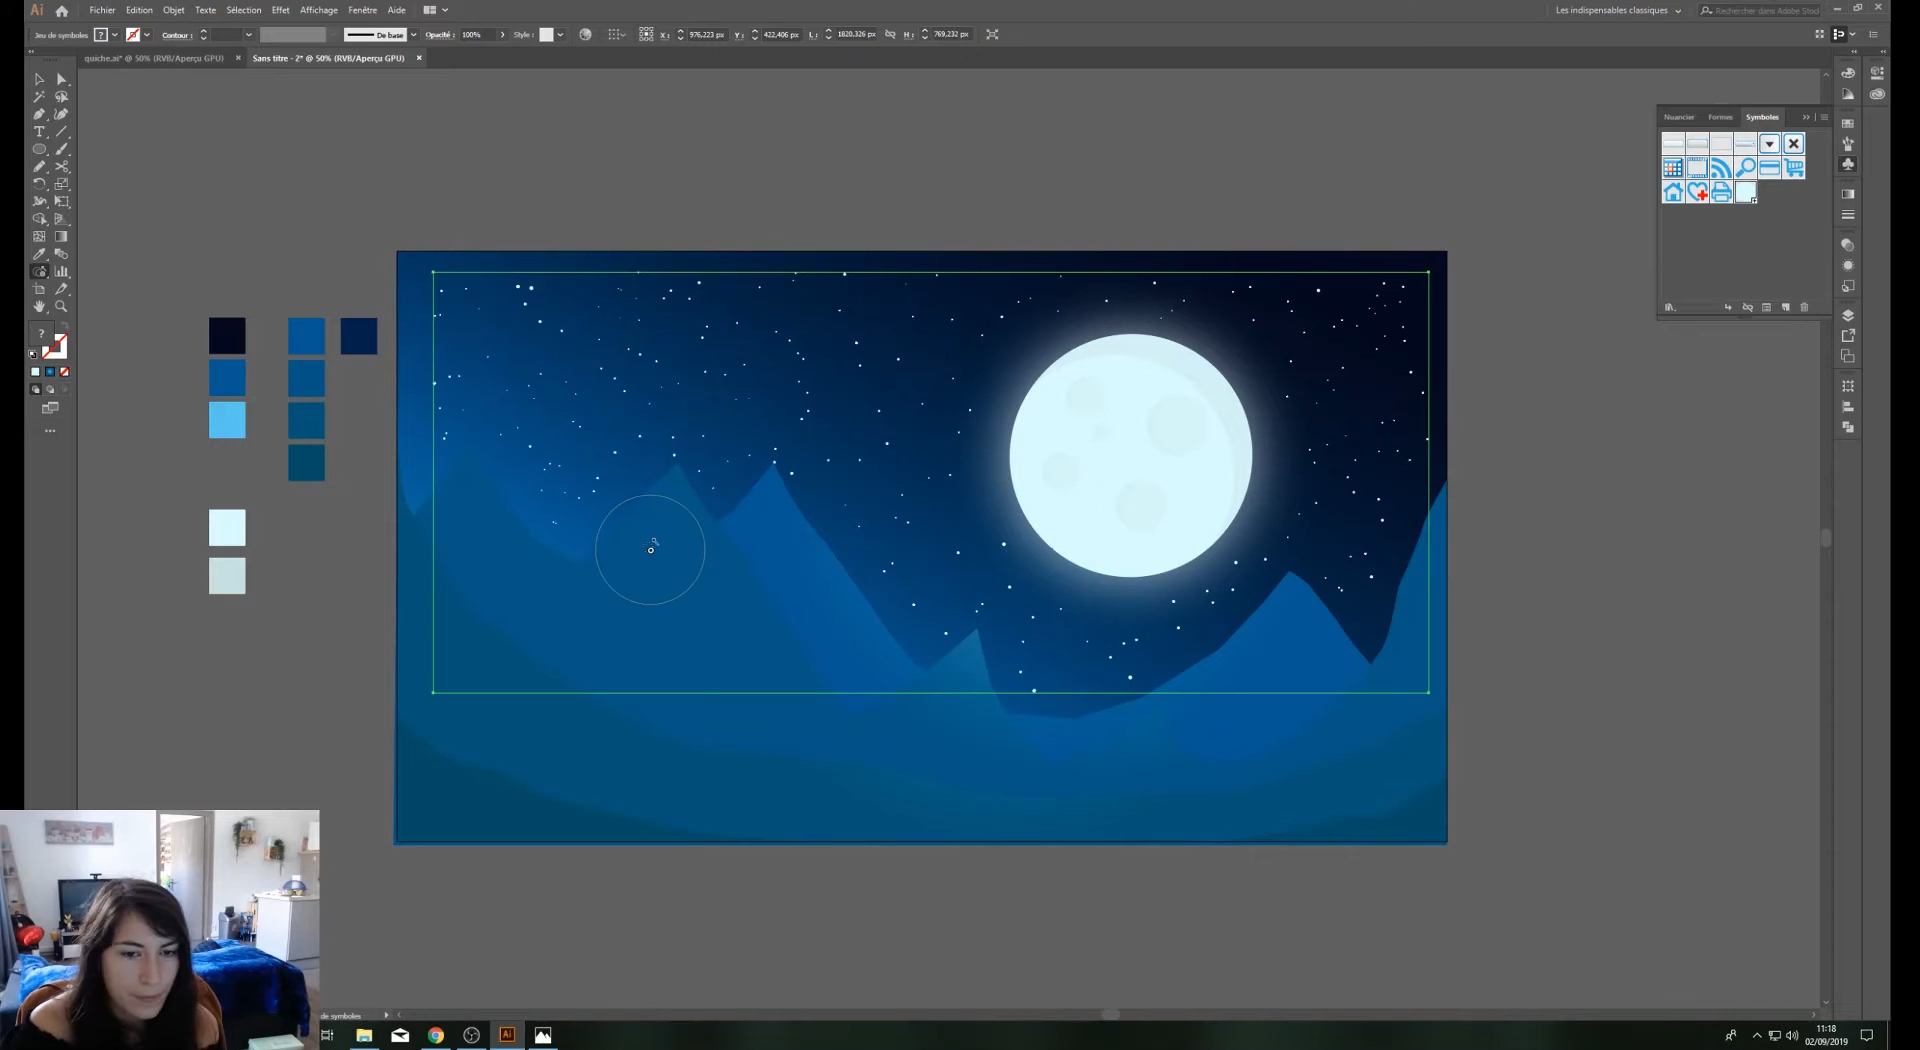 Ai Fichier Edition Objet Texte Sélection Effet Affichage Fenêtre Aide Les indispensables classiques Rechercher dans Adobe Stock
Jeu de symboles ? Contour : De base Opacité : 100% Style : X : 976,223 px Y : 422,406 px L : 1820,326 px H : 769,232 px
quiche.ai* @ 50% (RVB/Aperçu GPU) × Sans titre - 2* @ 50% (RVB/Aperçu GPU) ×
Nuancier Formes Symboles
?
de symboles
Ai
11:18
02/09/2019